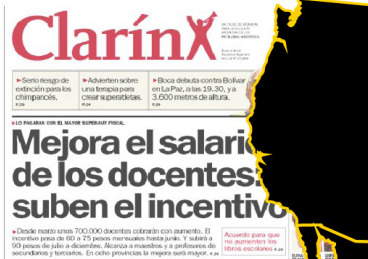 Clarín
▸Serio riesgo de
extinción para los
chimpancés.
▸Advierten sobre
una terapia para
crear superatletas.
▸Boca debuta contra Bolívar
en La Paz, a las 19.30, y a
3.600 metros de altura.
▸LO PAGARÁN CON EL MAYOR SUPERÁVIT FISCAL
Mejora el salario
de los docentes:
suben el incentivo
▸Desde marzo unos 700.000 docentes cobrarán con aumento. El
incentivo pasa de 60 a 75 pesos mensuales hasta junio. Y subirá a
90 pesos de julio a diciembre. Alcanza a maestros y a profesores de
secundarios y terciarios. En ocho provincias la mejora será mayor.
Acuerdo para que
no aumenten los
libros escolares